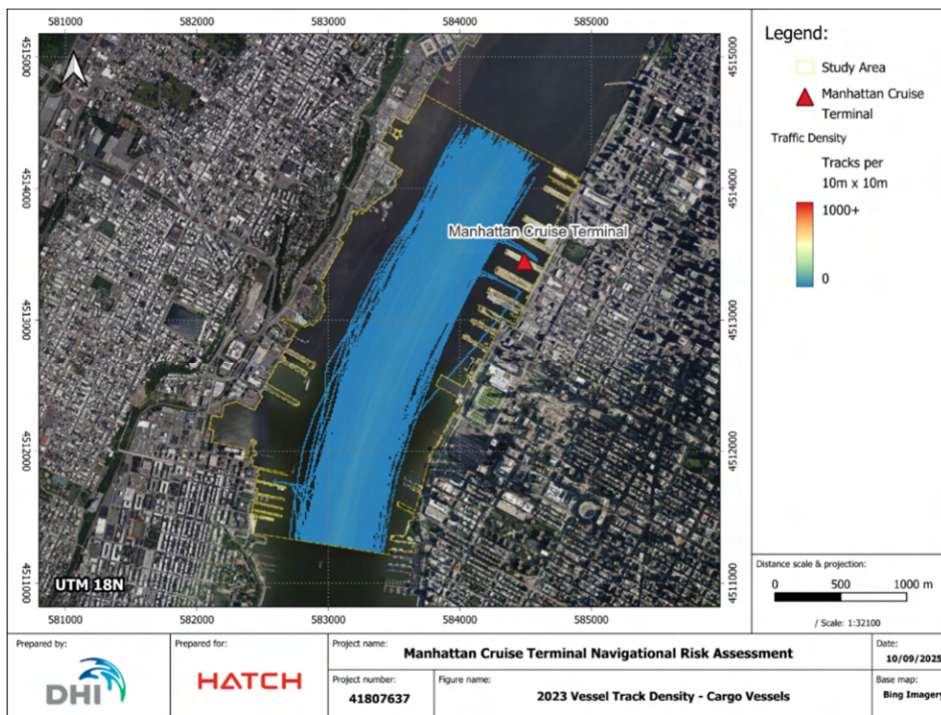 581000 582000 583000 584000 585000
4515000 4515000
4514000 4514000
4513000 4513000
4512000 4512000
4511000 4511000
Manhattan Cruise Terminal
UTM 18N
581000 582000 583000 584000 585000
Legend:
Study Area
Manhattan Cruise
Terminal
Traffic Density
Tracks per
10m x 10m
1000+
0
Distance scale & projection:
0 500 1000 m
/ Scale: 1:32100
Prepared by:
DHI
Prepared for:
HATCH
Project name:
Manhattan Cruise Terminal Navigational Risk Assessment
Date:
10/09/2025
Project number:
41807637
Figure name:
2023 Vessel Track Density - Cargo Vessels
Base map:
Bing Imagery